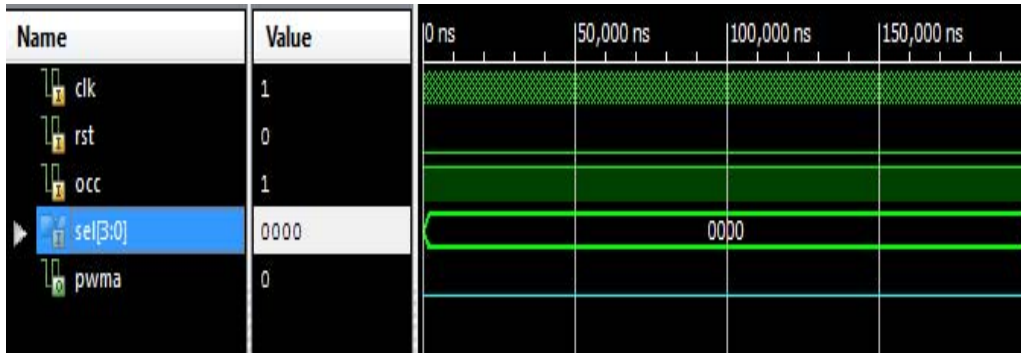 Name Value 0 ns 50,000 ns 100,000 ns 150,000 ns
clk 1
rst 0
occ 1
sel[3:0] 0000 0000
pwma 0